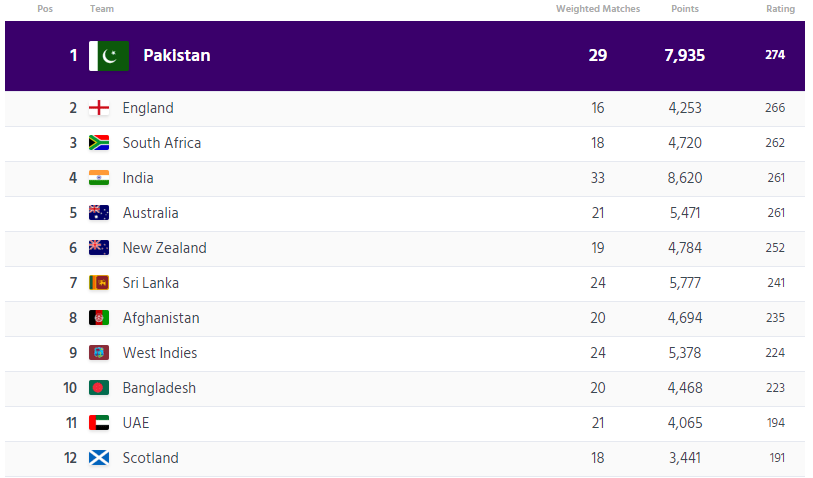 Pos Team Weighted Matches Points Rating
1 Pakistan 29 7,935 274
2 England 16 4,253 266
3 South Africa 18 4,720 262
4 India 33 8,620 261
5 Australia 21 5,471 261
6 New Zealand 19 4,784 252
7 Sri Lanka 24 5,777 241
8 Afghanistan 20 4,694 235
9 West Indies 24 5,378 224
10 Bangladesh 20 4,468 223
11 UAE 21 4,065 194
12 Scotland 18 3,441 191